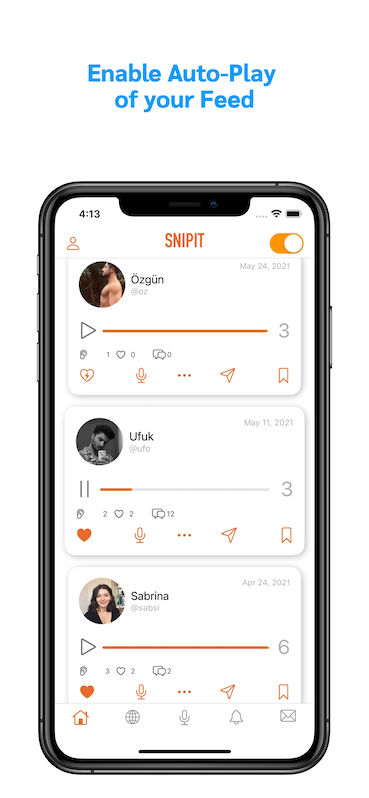 Enable Auto-Play
of your Feed
4:13
SNIPIT
May 24, 2021
Özgün
@oz
3
1 0 0
May 11, 2021
Ufuk
@ufo
3
2 2 12
Apr 24, 2021
Sabrina
@sabsi
6
3 2 2